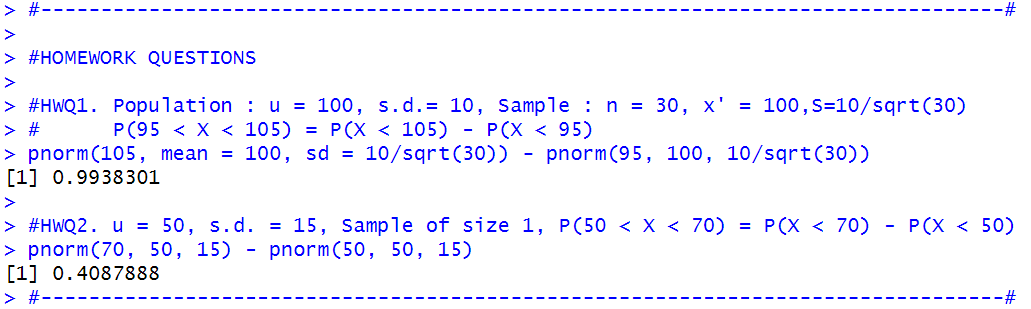 > #--------------------------------------------------------------------------------#
>
> #HOMEWORK QUESTIONS
>
> #HWQ1. Population : u = 100, s.d.= 10, Sample : n = 30, x' = 100,S=10/sqrt(30)
> #      P(95 < X < 105) = P(X < 105) - P(X < 95)
> pnorm(105, mean = 100, sd = 10/sqrt(30)) - pnorm(95, 100, 10/sqrt(30))
[1] 0.9938301
>
> #HWQ2. u = 50, s.d. = 15, Sample of size 1, P(50 < X < 70) = P(X < 70) - P(X < 50)
> pnorm(70, 50, 15) - pnorm(50, 50, 15)
[1] 0.4087888
> #--------------------------------------------------------------------------------#